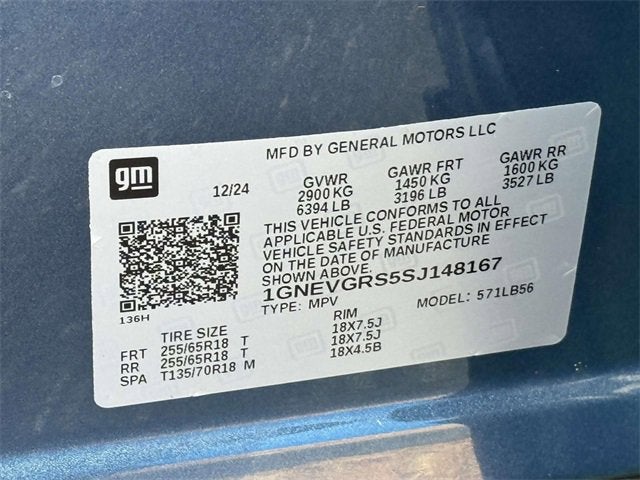 MFD BY GENERAL MOTORS LLC
gm
12/24
GVWR GAWR FRT GAWR RR
2900 KG 1450 KG 1600 KG
6394 LB 3196 LB 3527 LB
THIS VEHICLE CONFORMS TO ALL
APPLICABLE U.S. FEDERAL MOTOR
VEHICLE SAFETY STANDARDS IN EFFECT
ON THE DATE OF MANUFACTURE
SHOWN ABOVE.
1GNEVGRS5SJ148167
TYPE: MPV MODEL: 571LB56
136H
TIRE SIZE RIM
FRT 255/65R18 T 18X7.5J
RR 255/65R18 T 18X7.5J
SPA T135/70R18 M 18X4.5B